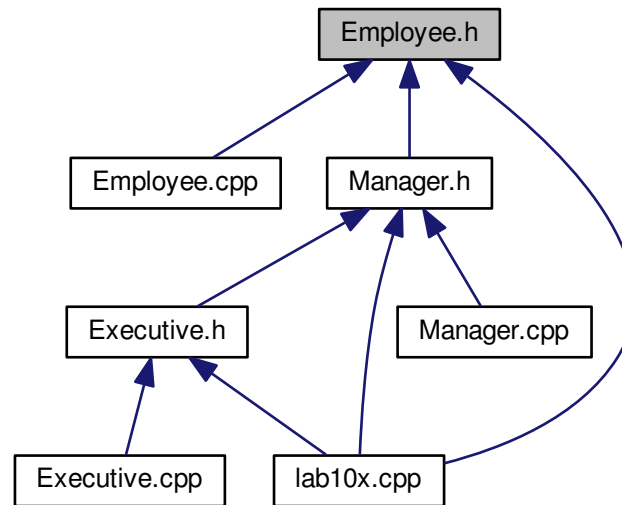 Employee.h
Employee.cpp
Manager.h
Executive.h
Manager.cpp
Executive.cpp
lab10x.cpp